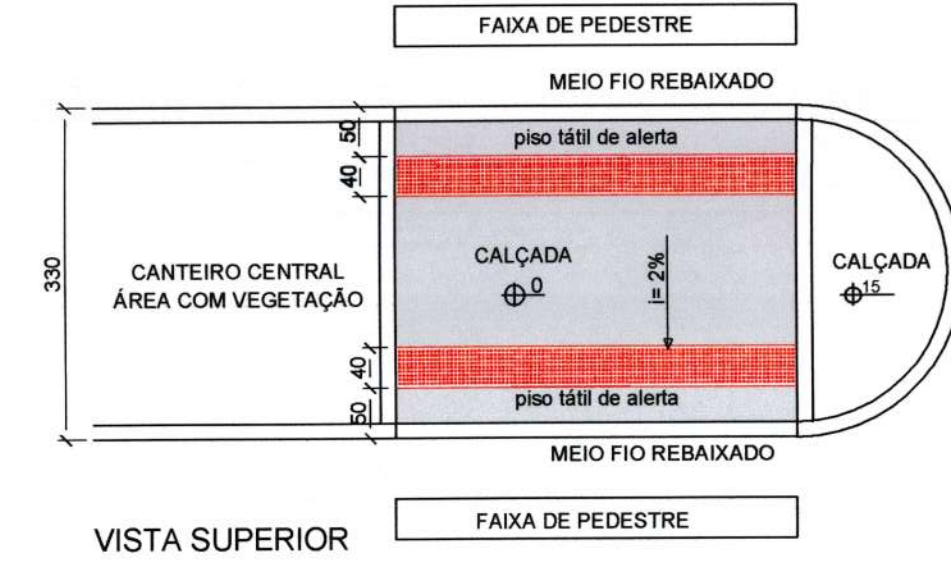 FAIXA DE PEDESTRE
MEIO FIO REBAIXADO
piso tátil de alerta
50
40
330
CANTEIRO CENTRAL
ÁREA COM VEGETAÇÃO
CALÇADA
0
i= 2%
CALÇADA
15
40
50
piso tátil de alerta
MEIO FIO REBAIXADO
FAIXA DE PEDESTRE
VISTA SUPERIOR